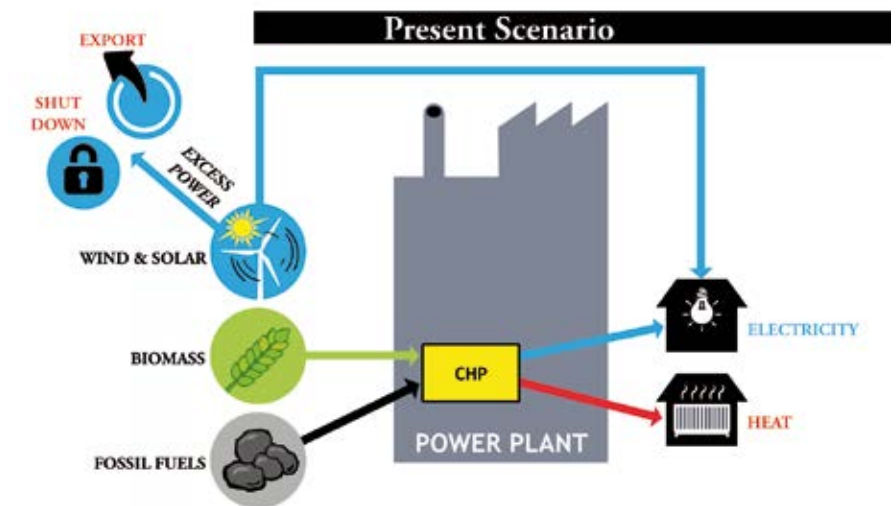 Present Scenario
EXPORT
SHUT
DOWN
EXCESS
POWER
WIND & SOLAR
BIOMASS
FOSSIL FUELS
CHP
POWER PLANT
ELECTRICITY
HEAT